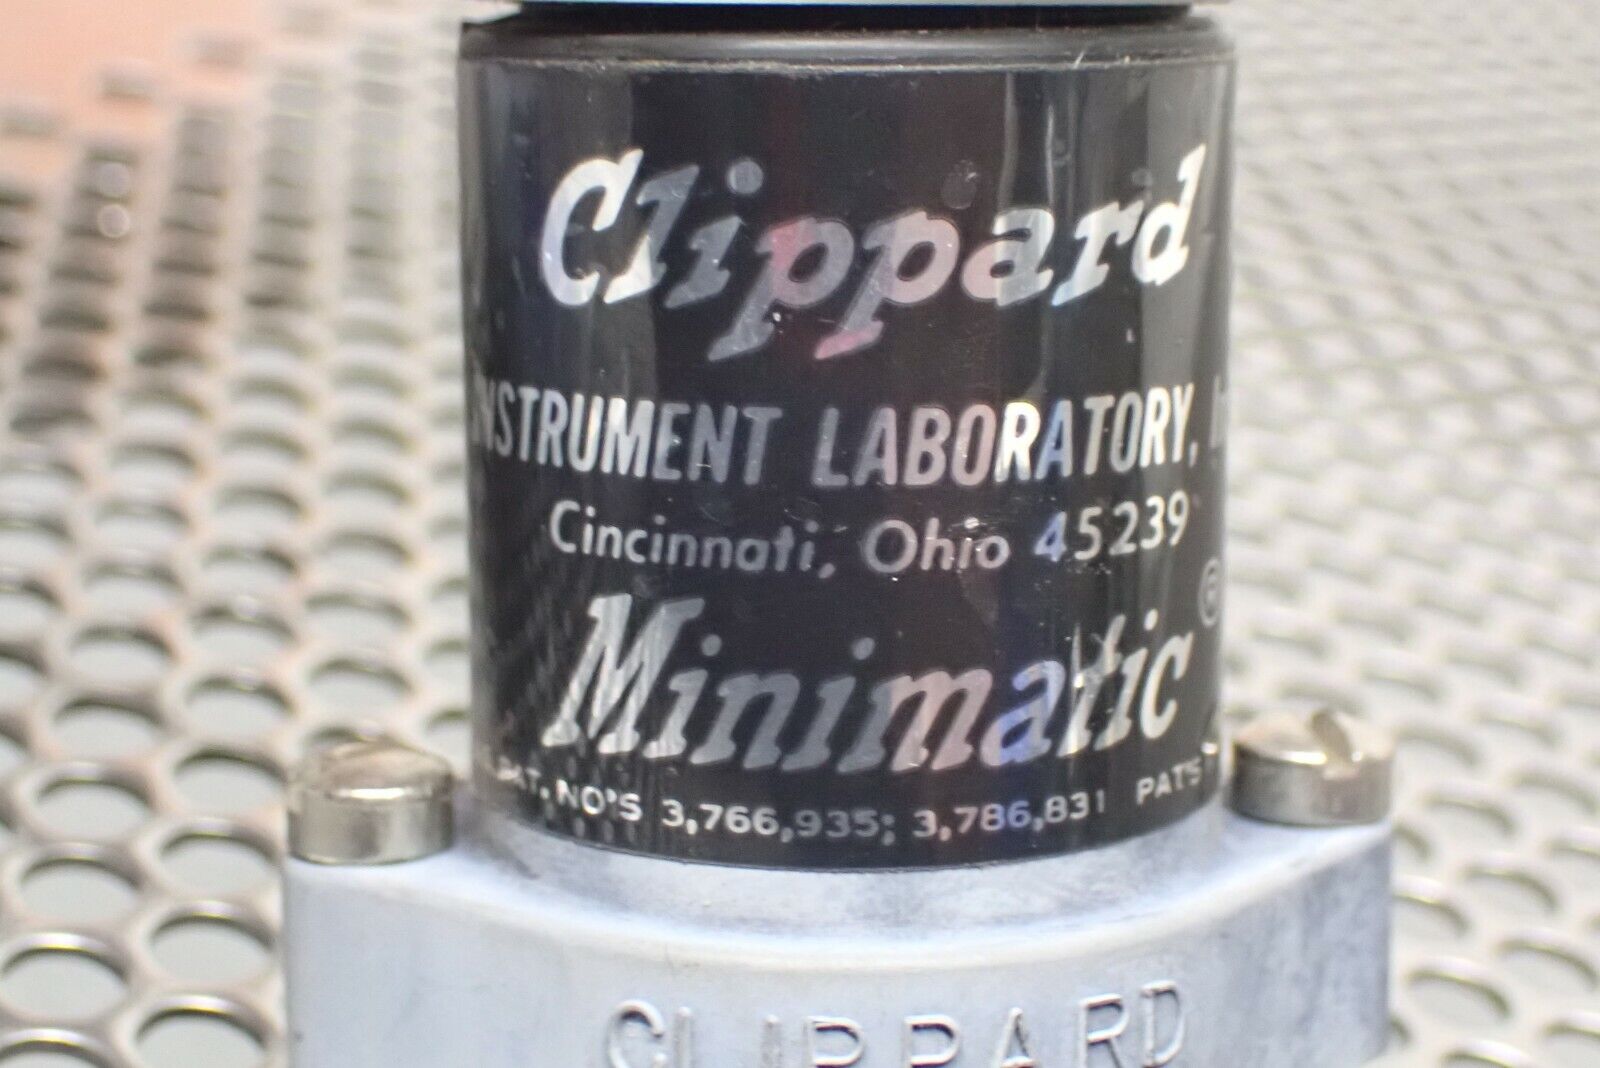 Clippard
INSTRUMENT LABORATORY,
Cincinnati, Ohio 45239
Minimatic ®
PAT. NO'S 3,766,935; 3,786,831 PATS
CLIPPARD